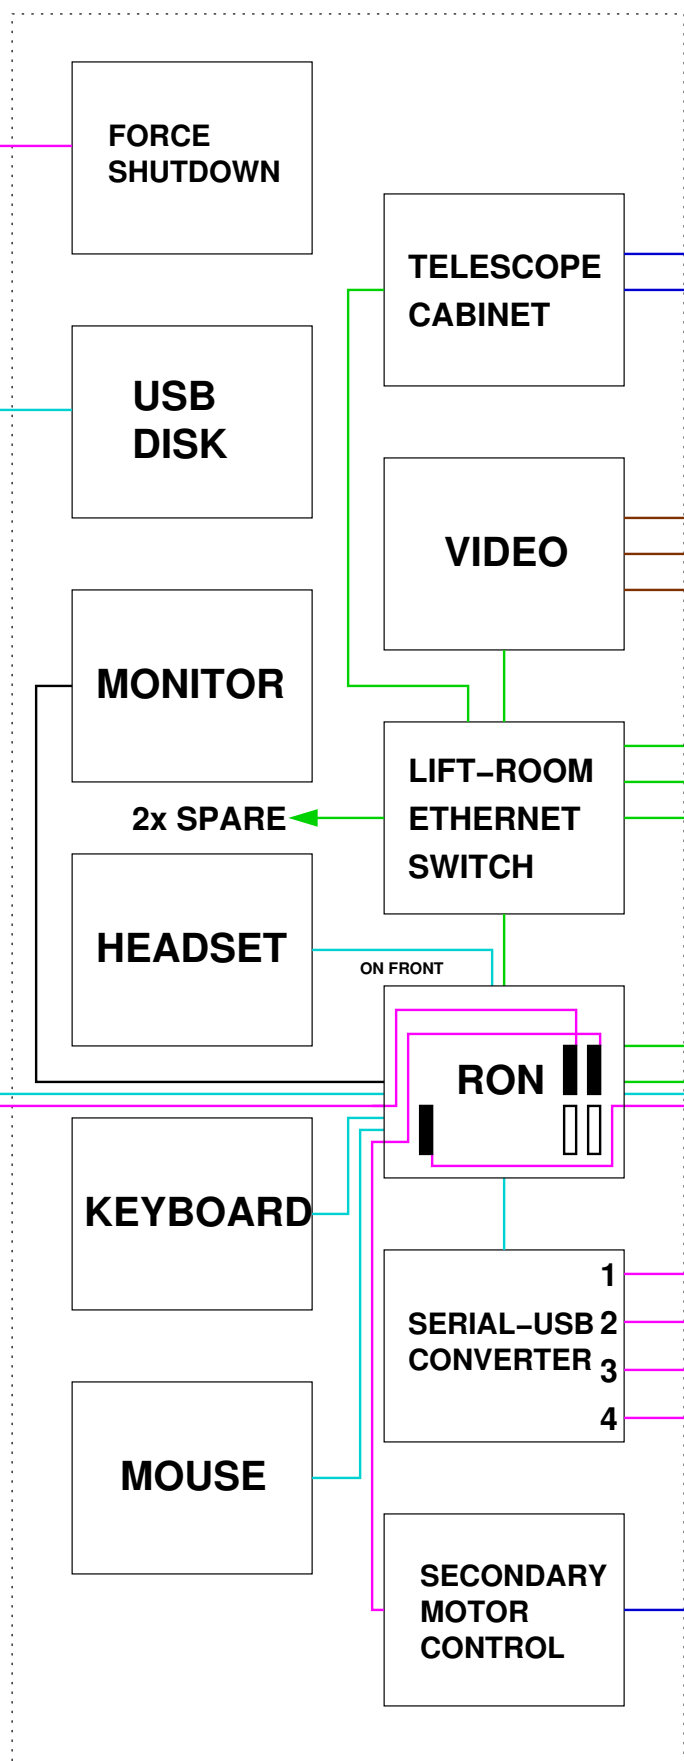 FORCE
SHUTDOWN
TELESCOPE
CABINET
USB
DISK
VIDEO
MONITOR
LIFT–ROOM
ETHERNET
SWITCH
2x SPARE
HEADSET
ON FRONT
RON
KEYBOARD
1
SERIAL–USB 2
CONVERTER 3
4
MOUSE
SECONDARY
MOTOR
CONTROL